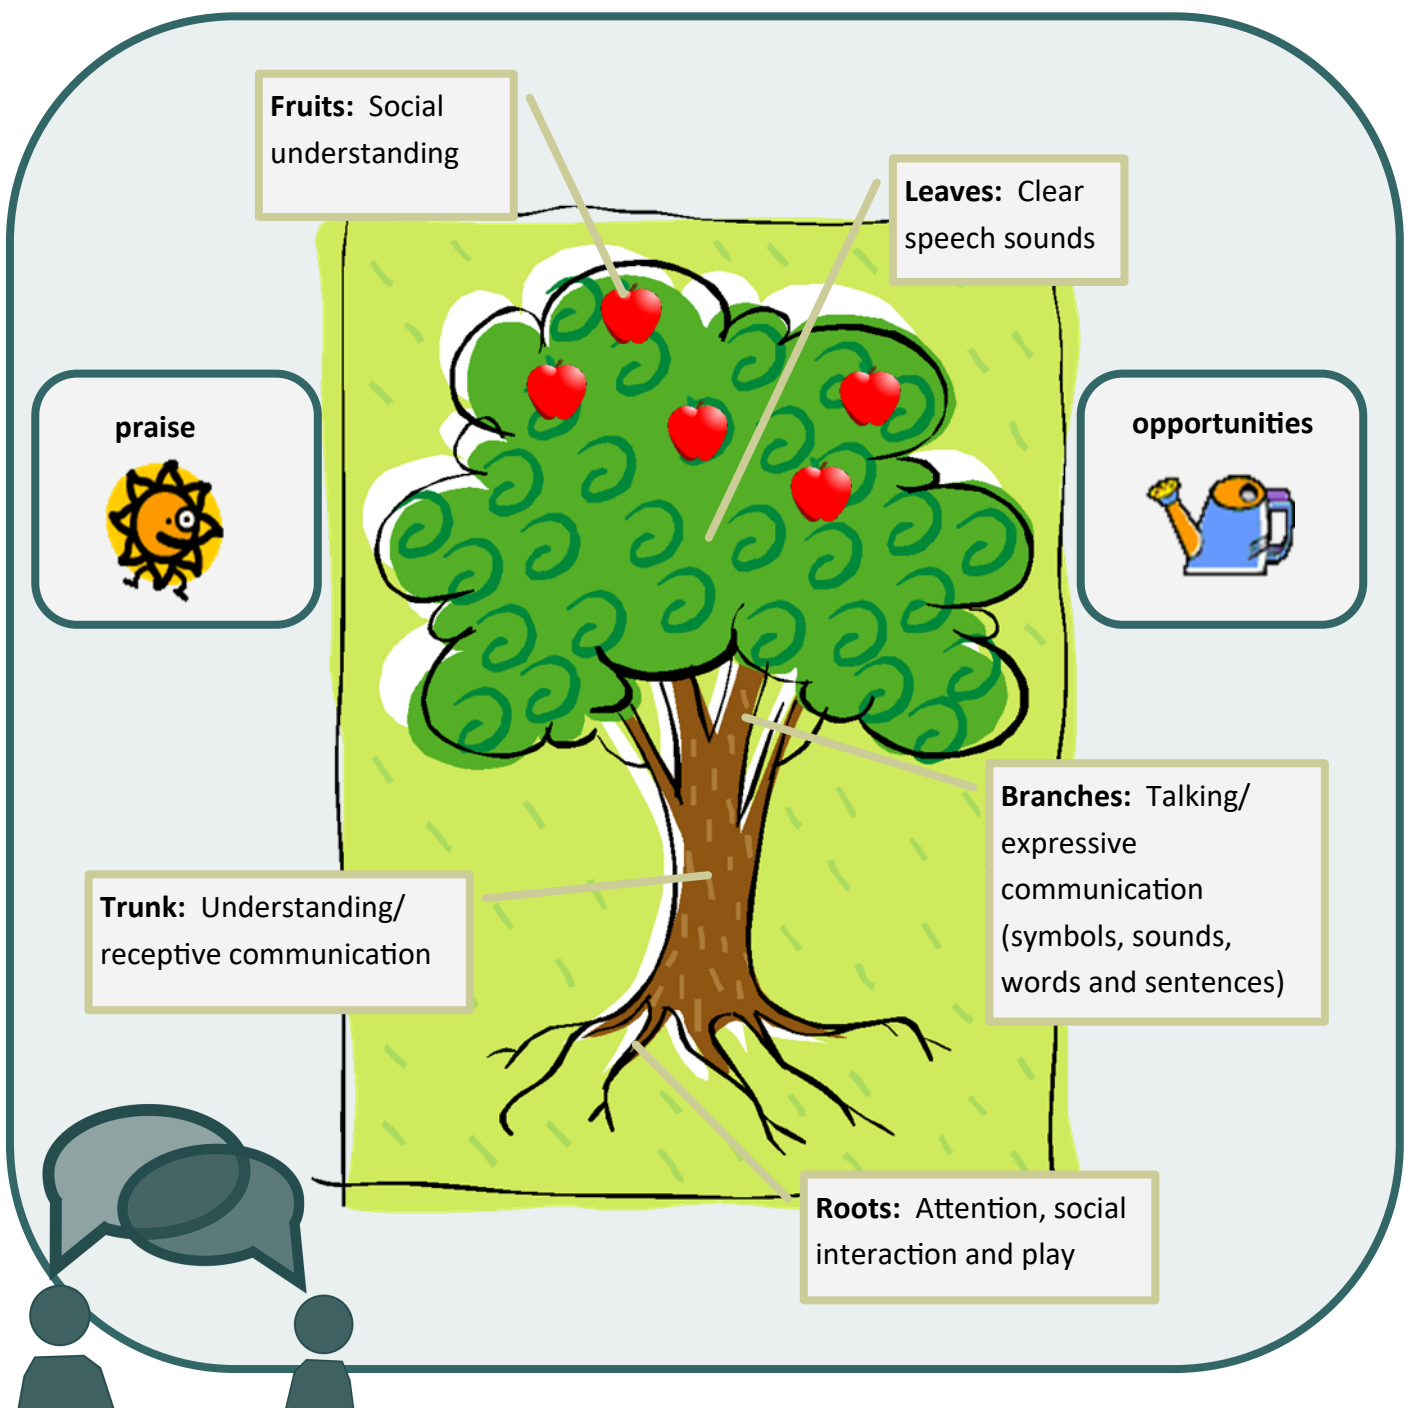 Fruits: Social
understanding
Leaves: Clear
speech sounds
praise
opportunities
Branches: Talking/
expressive
communication
(symbols, sounds,
words and sentences)
Trunk: Understanding/
receptive communication
Roots: Attention, social
interaction and play